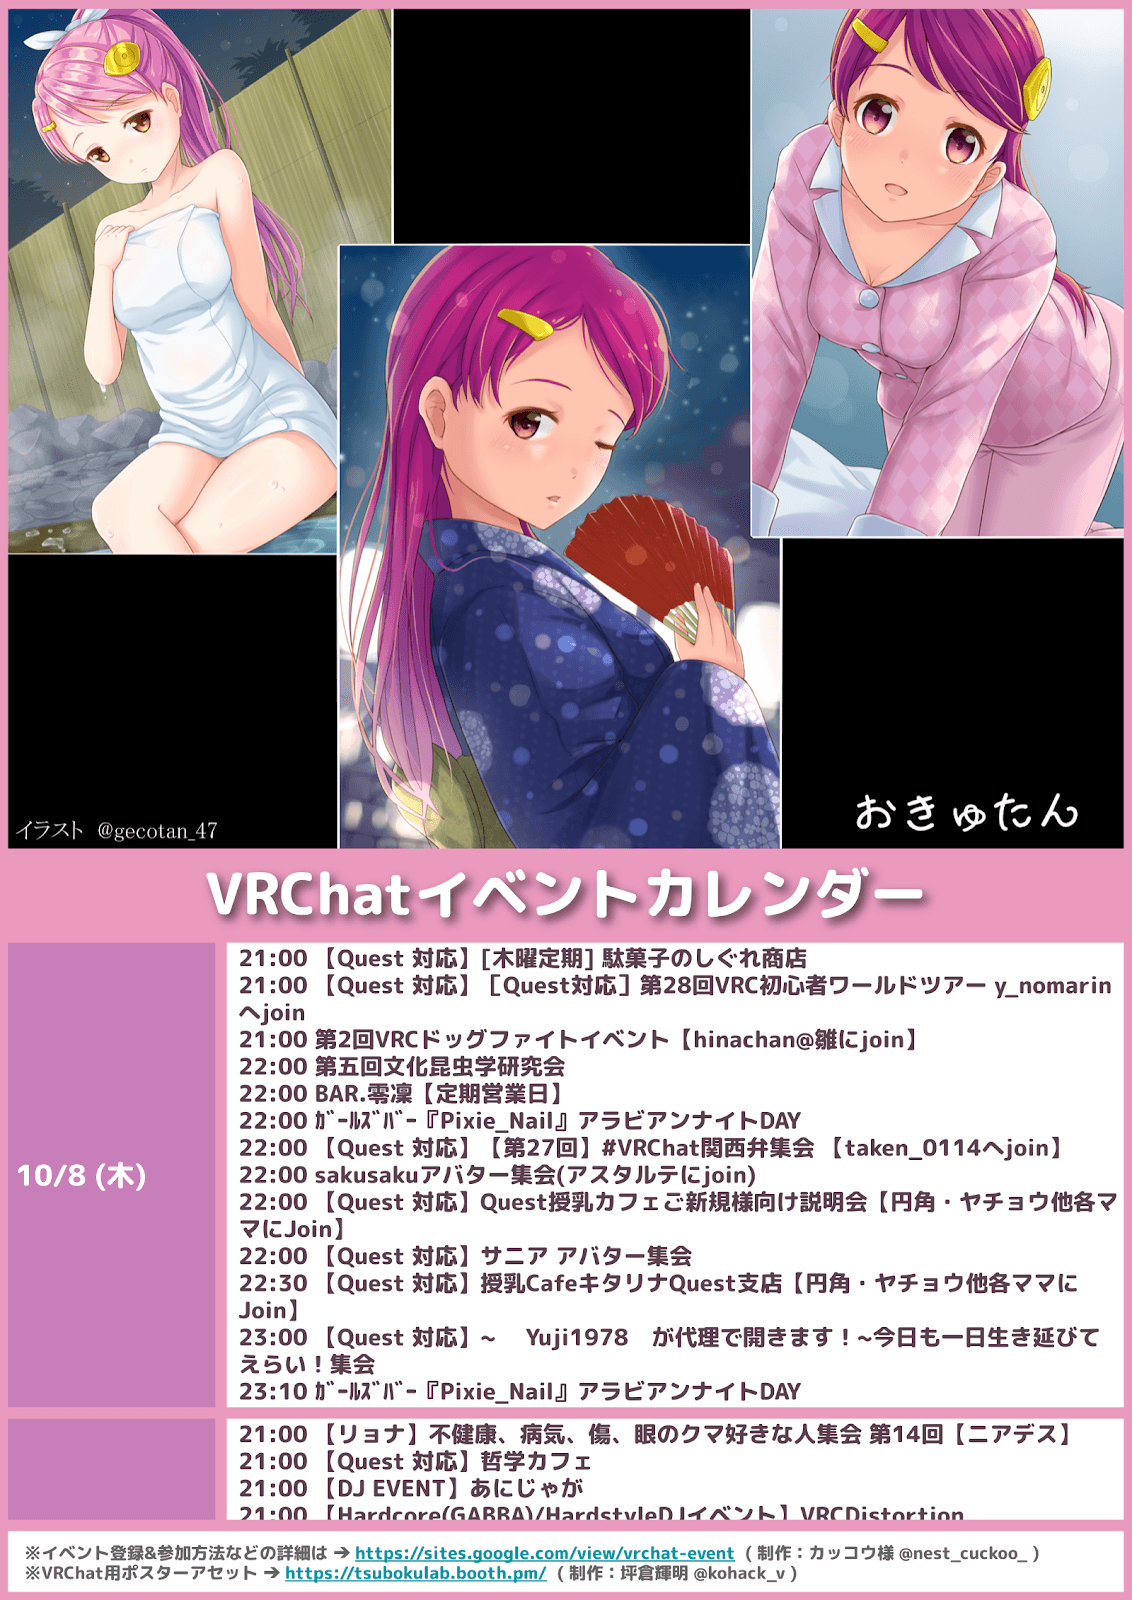 イラスト @gecotan_47
おきゅたん
VRChatイベントカレンダー
10/8 (木)
21:00 【Quest 対応】[木曜定期] 駄菓子のしぐれ商店
21:00 【Quest 対応】［Quest対応］第28回VRC初心者ワールドツアー y_nomarin
へjoin
21:00 第2回VRCドッグファイトイベント【hinachan@雛にjoin】
22:00 第五回文化昆虫学研究会
22:00 BAR.零凜【定期営業日】
22:00 ｶﾞｰﾙｽﾞﾊﾞｰ『Pixie_Nail』アラビアンナイトDAY
22:00 【Quest 対応】【第27回】#VRChat関西弁集会 【taken_0114へjoin】
22:00 sakusakuアバター集会(アスタルテにjoin)
22:00 【Quest 対応】Quest授乳カフェご新規様向け説明会【円角・ヤチョウ他各マ
マにJoin】
22:00 【Quest 対応】サニア アバター集会
22:30 【Quest 対応】授乳CafeキタリナQuest支店【円角・ヤチョウ他各ママに
Join】
23:00 【Quest 対応】~　Yuji1978　が代理で開きます！~今日も一日生き延びて
えらい！集会
23:10 ｶﾞｰﾙｽﾞﾊﾞｰ『Pixie_Nail』アラビアンナイトDAY
21:00 【リョナ】不健康、病気、傷、眼のクマ好きな人集会 第14回【ニアデス】
21:00 【Quest 対応】哲学カフェ
21:00 【DJ EVENT】あにじゃが
21:00 【Hardcore(GABBA)/HardstyleDJイベント】VRCDistortion
※イベント登録&参加方法などの詳細は ➔ https://sites.google.com/view/vrchat-event ( 制作：カッコウ様 @nest_cuckoo_ )
※VRChat用ポスターアセット ➔ https://tsubokulab.booth.pm/ ( 制作：坪倉輝明 @kohack_v )